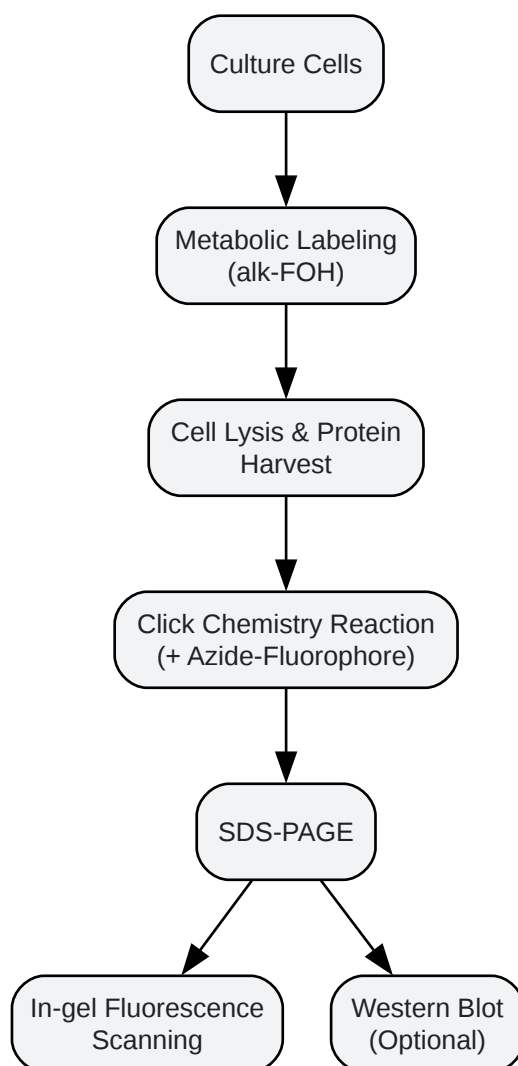 Culture Cells
Metabolic Labeling
(alk-FOH)
Cell Lysis & Protein
Harvest
Click Chemistry Reaction
(+ Azide-Fluorophore)
SDS-PAGE
In-gel Fluorescence
Scanning
Western Blot
(Optional)